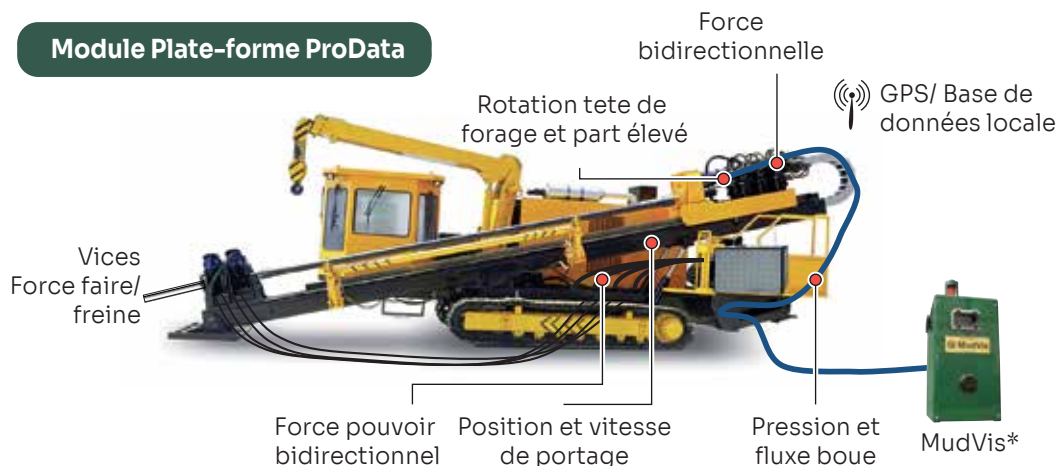 Module Plate-forme ProData
Force
bidirectionnelle
GPS/ Base de
données locale
Rotation tete de
forage et part élevé
Vices
Force faire/
freine
Force pouvoir
bidirectionnel
Position et vitesse
de portage
Pression et
fluxe boue
MudVis
MudVis*